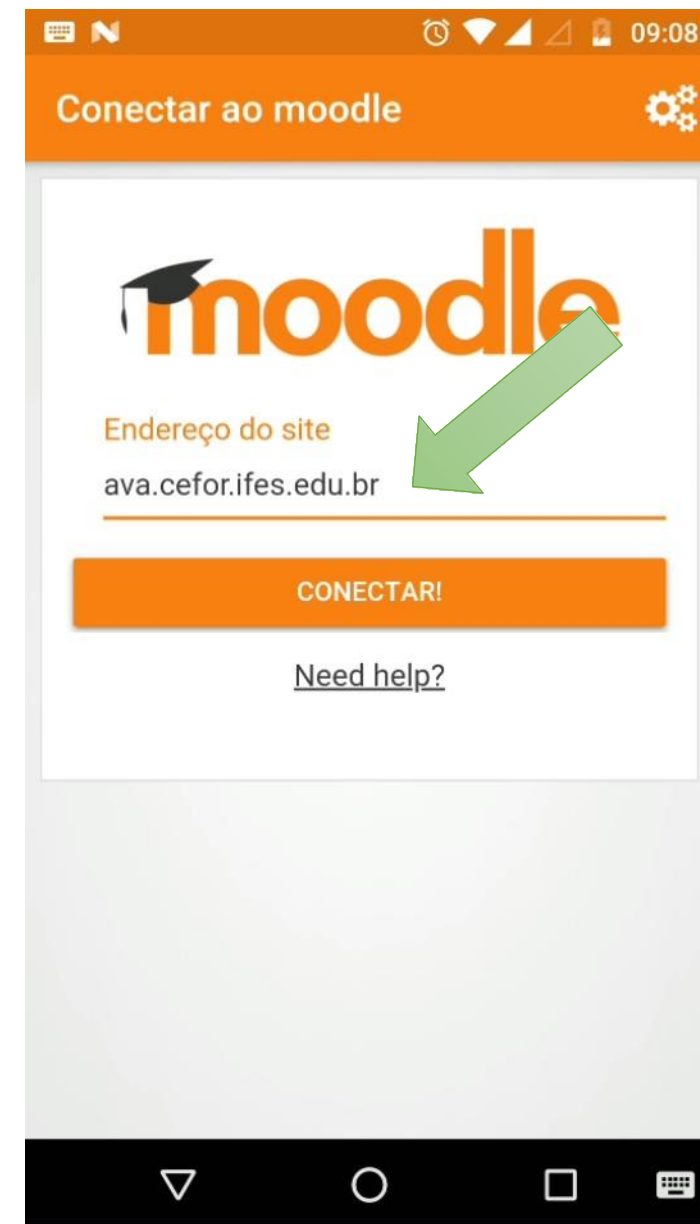 09:08
Conectar ao moodle
moodle
Endereço do site
ava.cefor.ifes.edu.br
CONECTAR!
Need help?